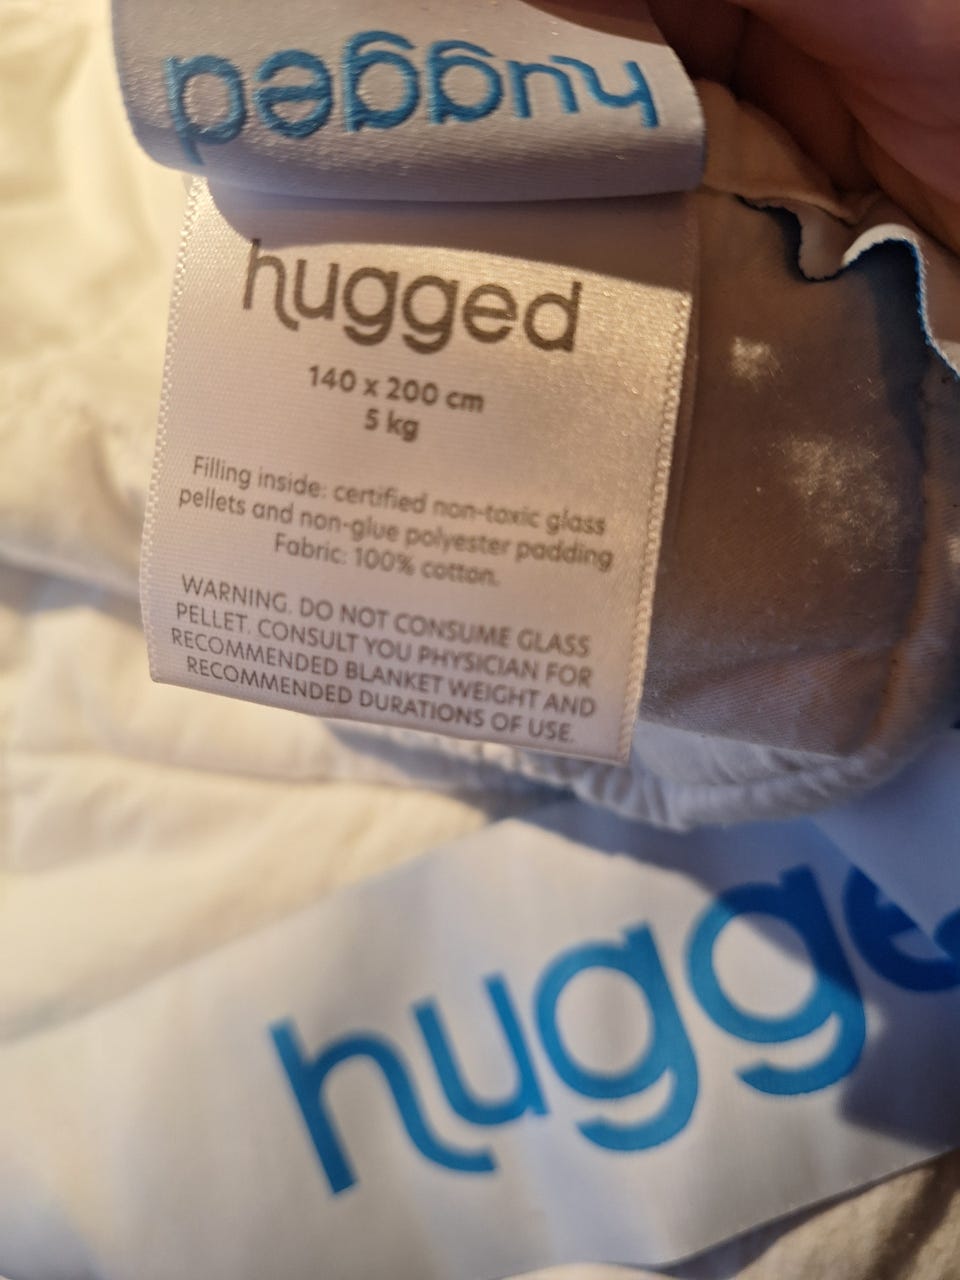 hugged
hugged
140 x 200 cm
5 kg
Filling inside: certified non-toxic glass
pellets and non-glue polyester padding
Fabric: 100% cotton.
WARNING. DO NOT CONSUME GLASS
PELLET. CONSULT YOU PHYSICIAN FOR
RECOMMENDED BLANKET WEIGHT AND
RECOMMENDED DURATIONS OF USE.
hugge